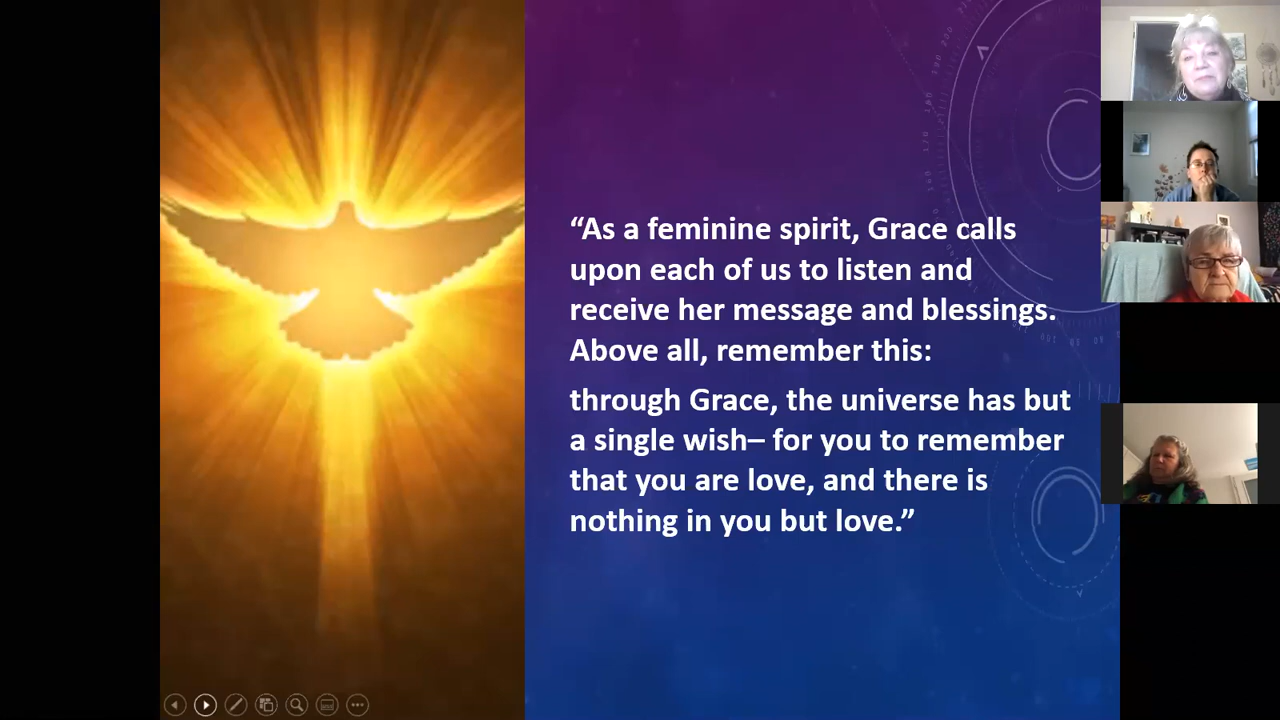 “As a feminine spirit, Grace calls
upon each of us to listen and
receive her message and blessings.
Above all, remember this:
through Grace, the universe has but
a single wish– for you to remember
that you are love, and there is
nothing in you but love.”